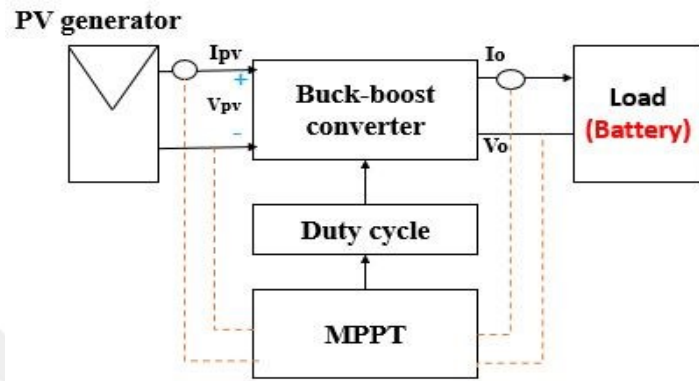 PV generator
Ipv
+
Vpv
-
Buck-boost
converter
Io
Vo
Load
(Battery)
Duty cycle
MPPT